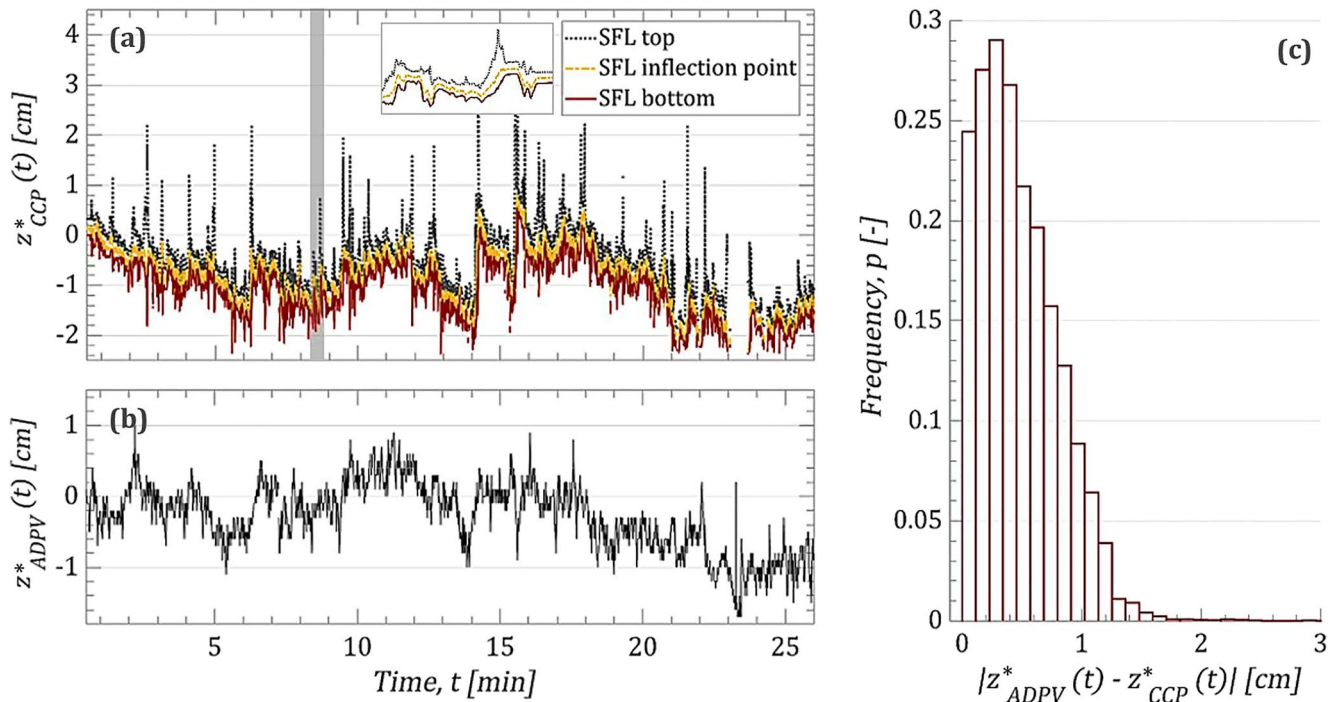 (a)
SFL top
SFL inflection point
SFL bottom
4
3
2
1
0
-1
-2
z*CCP (t) [cm]
(b)
1
0
-1
z*ADPV (t) [cm]
5
10
15
20
25
Time, t [min]
(c)
0.3
0.25
0.2
0.15
0.1
0.05
0
Frequency, p [-]
0
1
2
3
|z*ADPV (t) - z*CCP (t)| [cm]